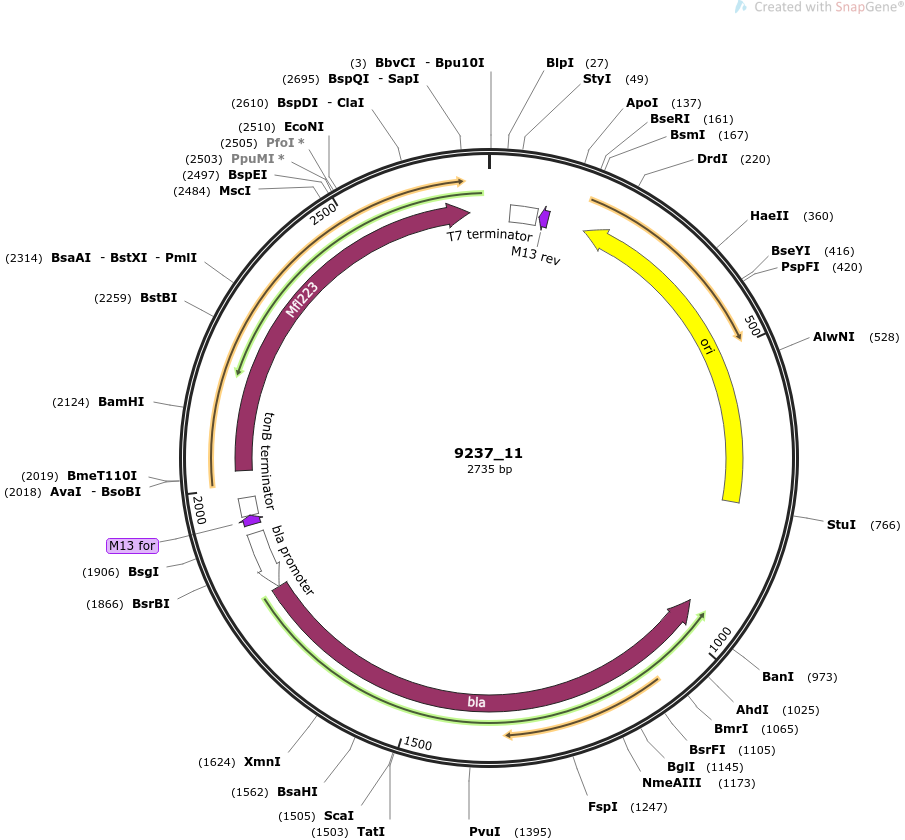 Created with SnapGene®
(3) BbvCI - Bpu10I
BlpI (27)
(2695) BspQI - SapI
StyI (49)
(2610) BspDI - ClaI
ApoI (137)
(2510) EcoNI
BseRI (161)
(2505) PfoI *
BsmI (167)
(2503) PpuMI *
DrdI (220)
(2497) BspEI
(2484) MscI
2500
T7 terminator
M13 rev
HaeII (360)
(2314) BsaAI - BstXI - PmlI
BseYI (416)
PspFI (420)
(2259) BstBI
Mfl223
500
ori
AlwNI (528)
(2124) BamHI
tonB terminator
9237_11
2735 bp
(2019) BmeT110I
(2018) AvaI - BsoBI
2000
StuI (766)
M13 for
bla promoter
(1906) BsgI
(1866) BsrBI
1000
BanI (973)
bla
AhdI (1025)
BmrI (1065)
1500
BsrFI (1105)
(1624) XmnI
BglI (1145)
NmeAIII (1173)
(1562) BsaHI
FspI (1247)
(1505) ScaI
(1503) TatI
PvuI (1395)